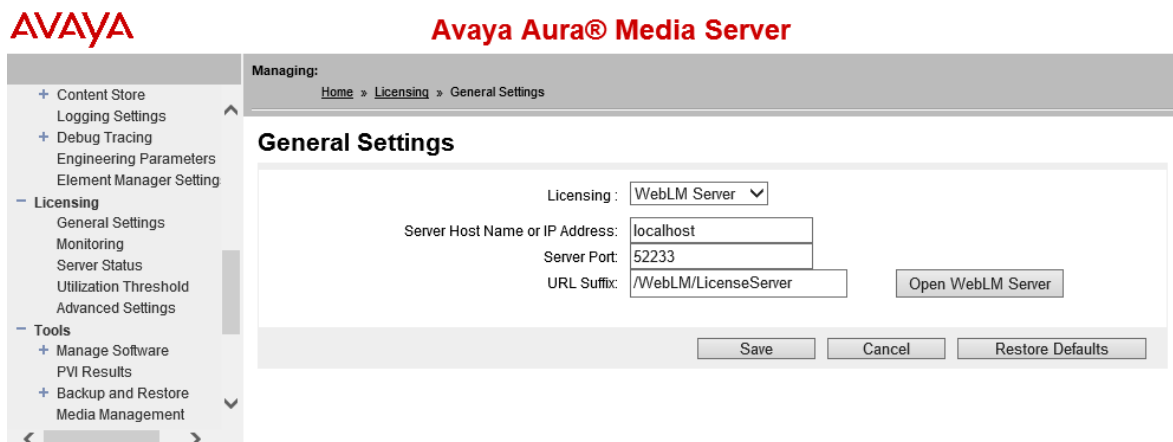 AVAYA
Avaya Aura® Media Server
Managing:
Home » Licensing » General Settings
+ Content Store
Logging Settings
+ Debug Tracing
Engineering Parameters
Element Manager Setting
− Licensing
General Settings
Monitoring
Server Status
Utilization Threshold
Advanced Settings
− Tools
+ Manage Software
PVI Results
+ Backup and Restore
Media Management
General Settings
Licensing : WebLM Server
Server Host Name or IP Address: localhost
Server Port: 52233
URL Suffix: /WebLM/LicenseServer Open WebLM Server
Save Cancel Restore Defaults